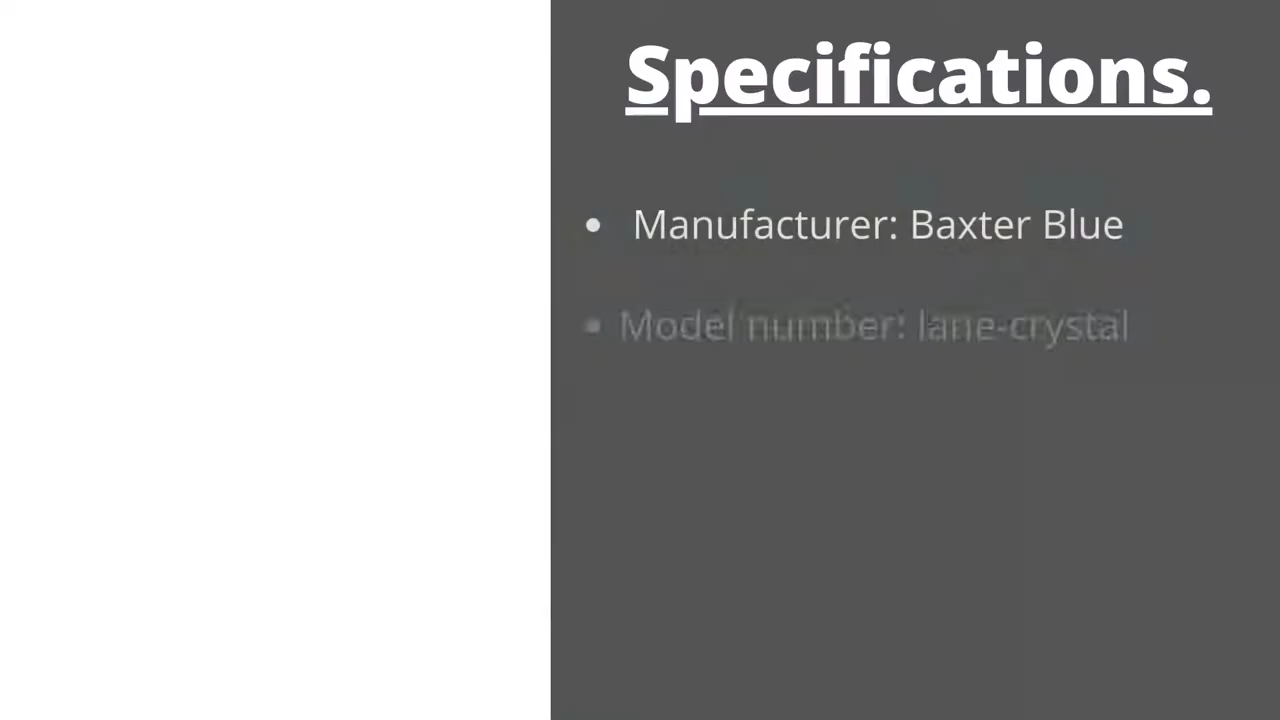 Specifications.
• Manufacturer: Baxter Blue
• Model number: lane-crystal